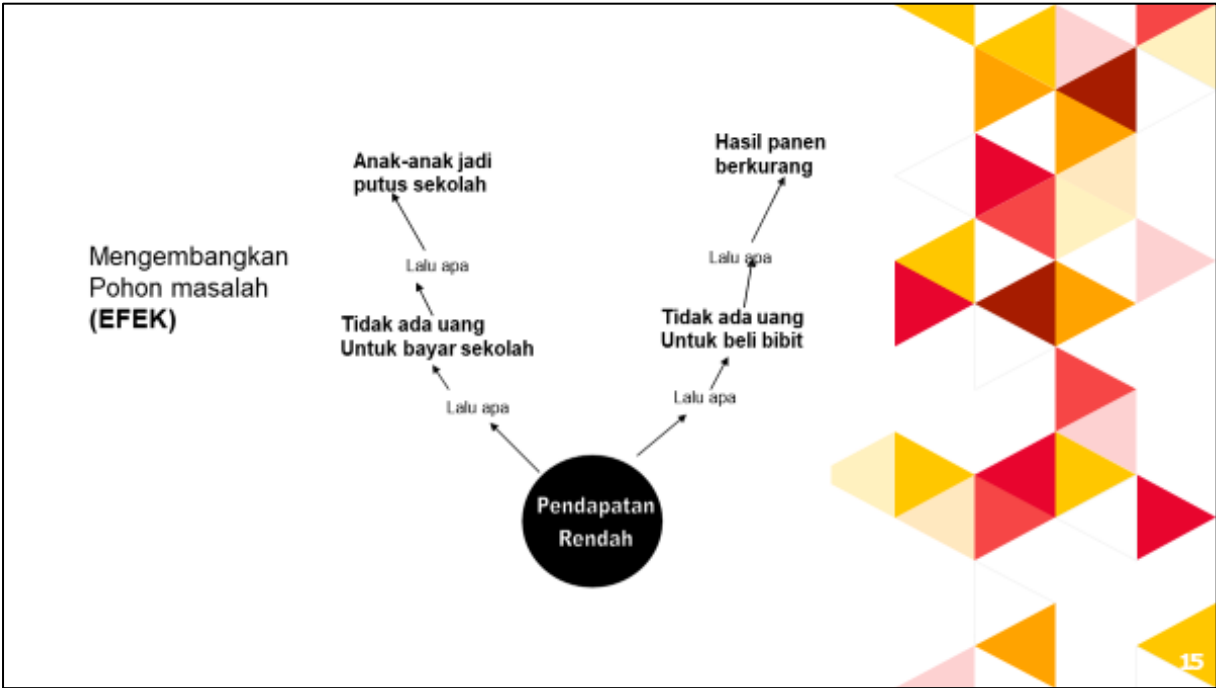 Mengembangkan
Pohon masalah
(EFEK)
Anak-anak jadi
putus sekolah
Lalu apa
Tidak ada uang
Untuk bayar sekolah
Lalu apa
Hasil panen
berkurang
Lalu apa
Tidak ada uang
Untuk beli bibit
Lalu apa
Pendapatan
Rendah
15